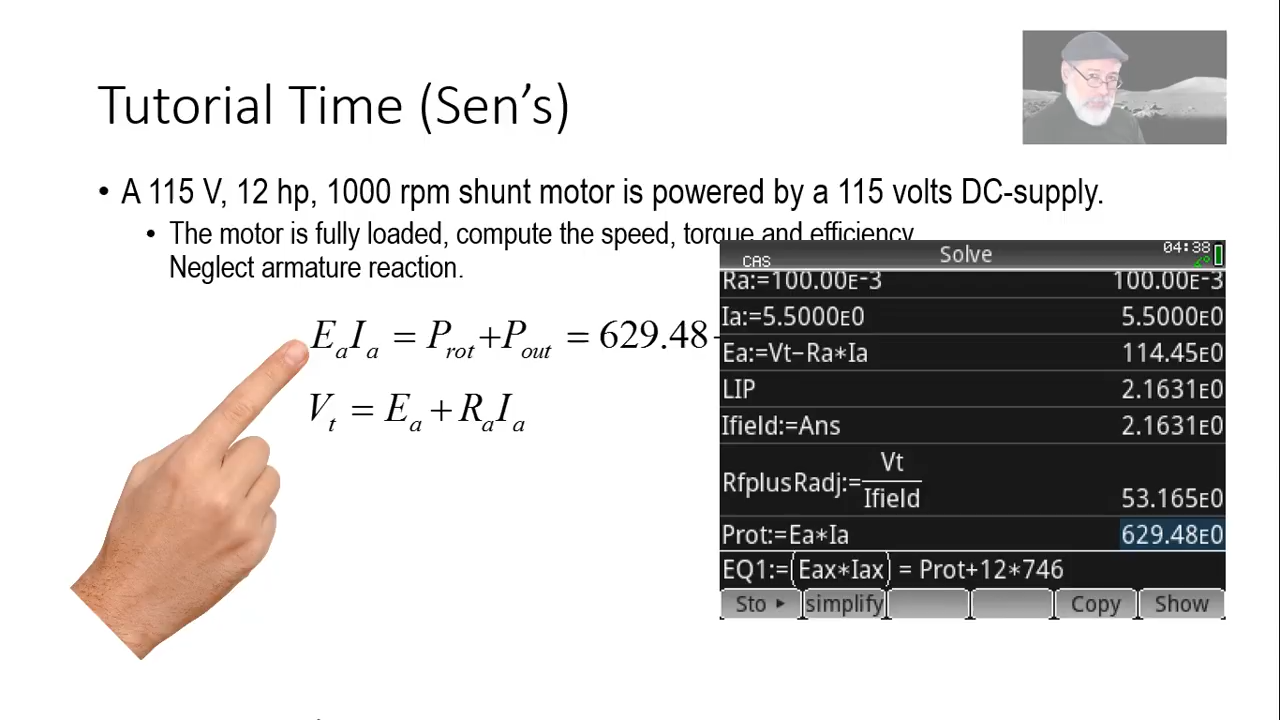 Tutorial Time (Sen's)
• A 115 V, 12 hp, 1000 rpm shunt motor is powered by a 115 volts DC-supply.
• The motor is fully loaded, compute the speed, torque and efficiency.
Neglect armature reaction.
EaIa = Prot+Pout = 629.48
Vt = Ea + RaIa
CAS
Solve
04:38
Ra:=100.00E-3 100.00E-3
Ia:=5.5000E0 5.5000E0
Ea:=Vt−Ra*Ia 114.45E0
LIP 2.1631E0
Ifield:=Ans 2.1631E0
RfplusRadj:=Vt/Ifield 53.165E0
Prot:=Ea*Ia 629.48E0
EQ1:=(Eax*Iax) = Prot+12*746
Sto ▸ simplify Copy Show